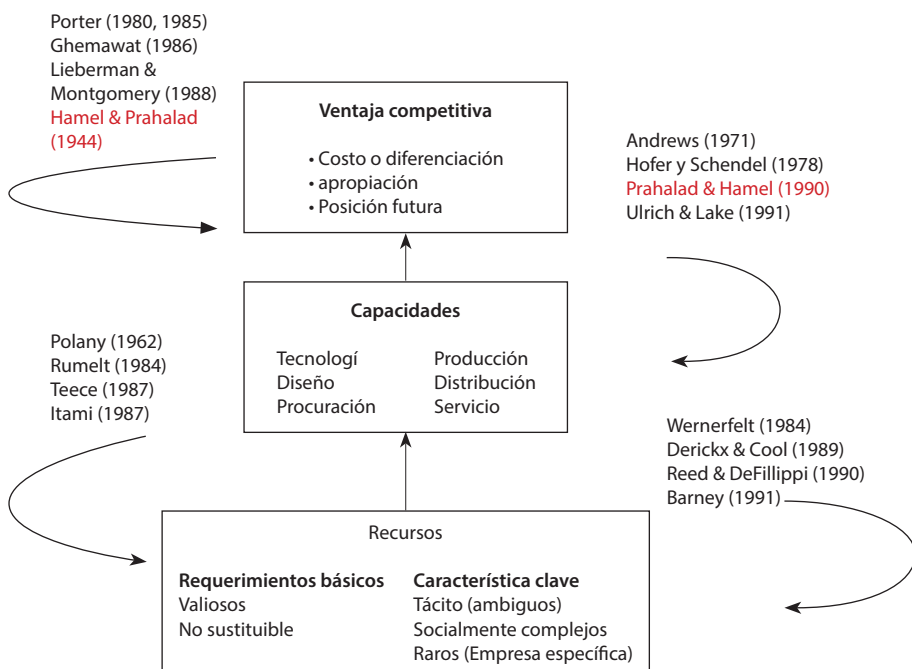 Porter (1980, 1985)
Ghemawat (1986)
Lieberman &
Montgomery (1988)
Hamel & Prahalad
(1944)
Ventaja competitiva
• Costo o diferenciación
• apropiación
• Posición futura
Andrews (1971)
Hofer y Schendel (1978)
Prahalad & Hamel (1990)
Ulrich & Lake (1991)
Capacidades
Tecnologí Producción
Diseño Distribución
Procuración Servicio
Polany (1962)
Rumelt (1984)
Teece (1987)
Itami (1987)
Wernerfelt (1984)
Derickx & Cool (1989)
Reed & DeFillippi (1990)
Barney (1991)
Recursos
Requerimientos básicos Característica clave
Valiosos Tácito (ambiguos)
No sustituible Socialmente complejos
Raros (Empresa específica)